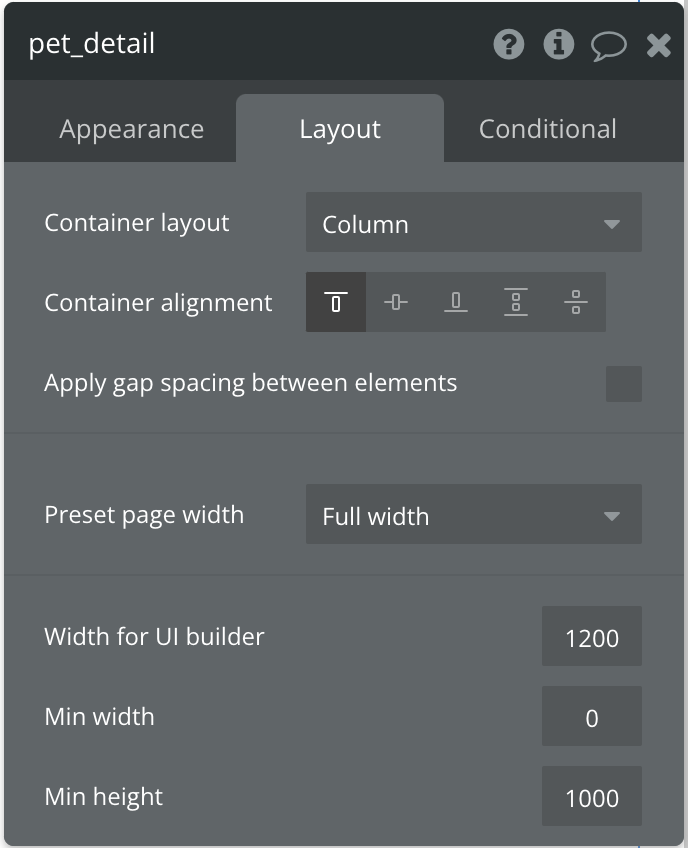 pet_detail
Appearance Layout Conditional
Container layout Column
Container alignment
Apply gap spacing between elements
Preset page width Full width
Width for UI builder 1200
Min width 0
Min height 1000